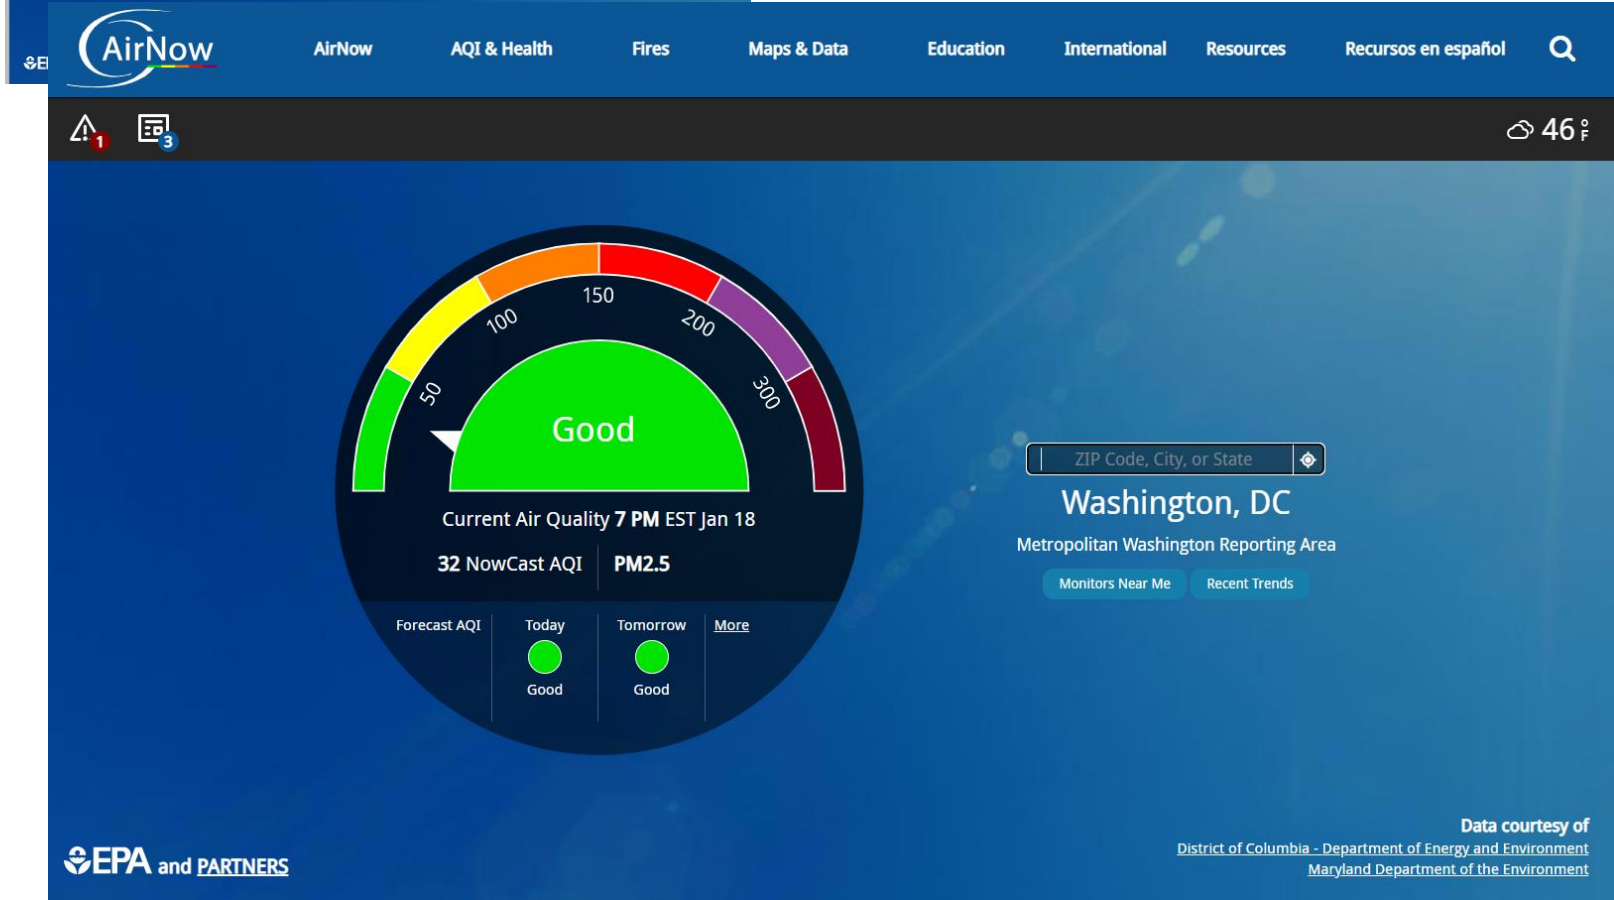 AirNow
AirNow AQI & Health Fires Maps & Data Education International Resources Recursos en español
1 3
46 °F
50 100 150 200 300
Good
Current Air Quality 7 PM EST Jan 18
32 NowCast AQI PM2.5
Forecast AQI Today Tomorrow More
Good Good
ZIP Code, City, or State
Washington, DC
Metropolitan Washington Reporting Area
Monitors Near Me Recent Trends
EPA and PARTNERS
Data courtesy of
District of Columbia - Department of Energy and Environment
Maryland Department of the Environment